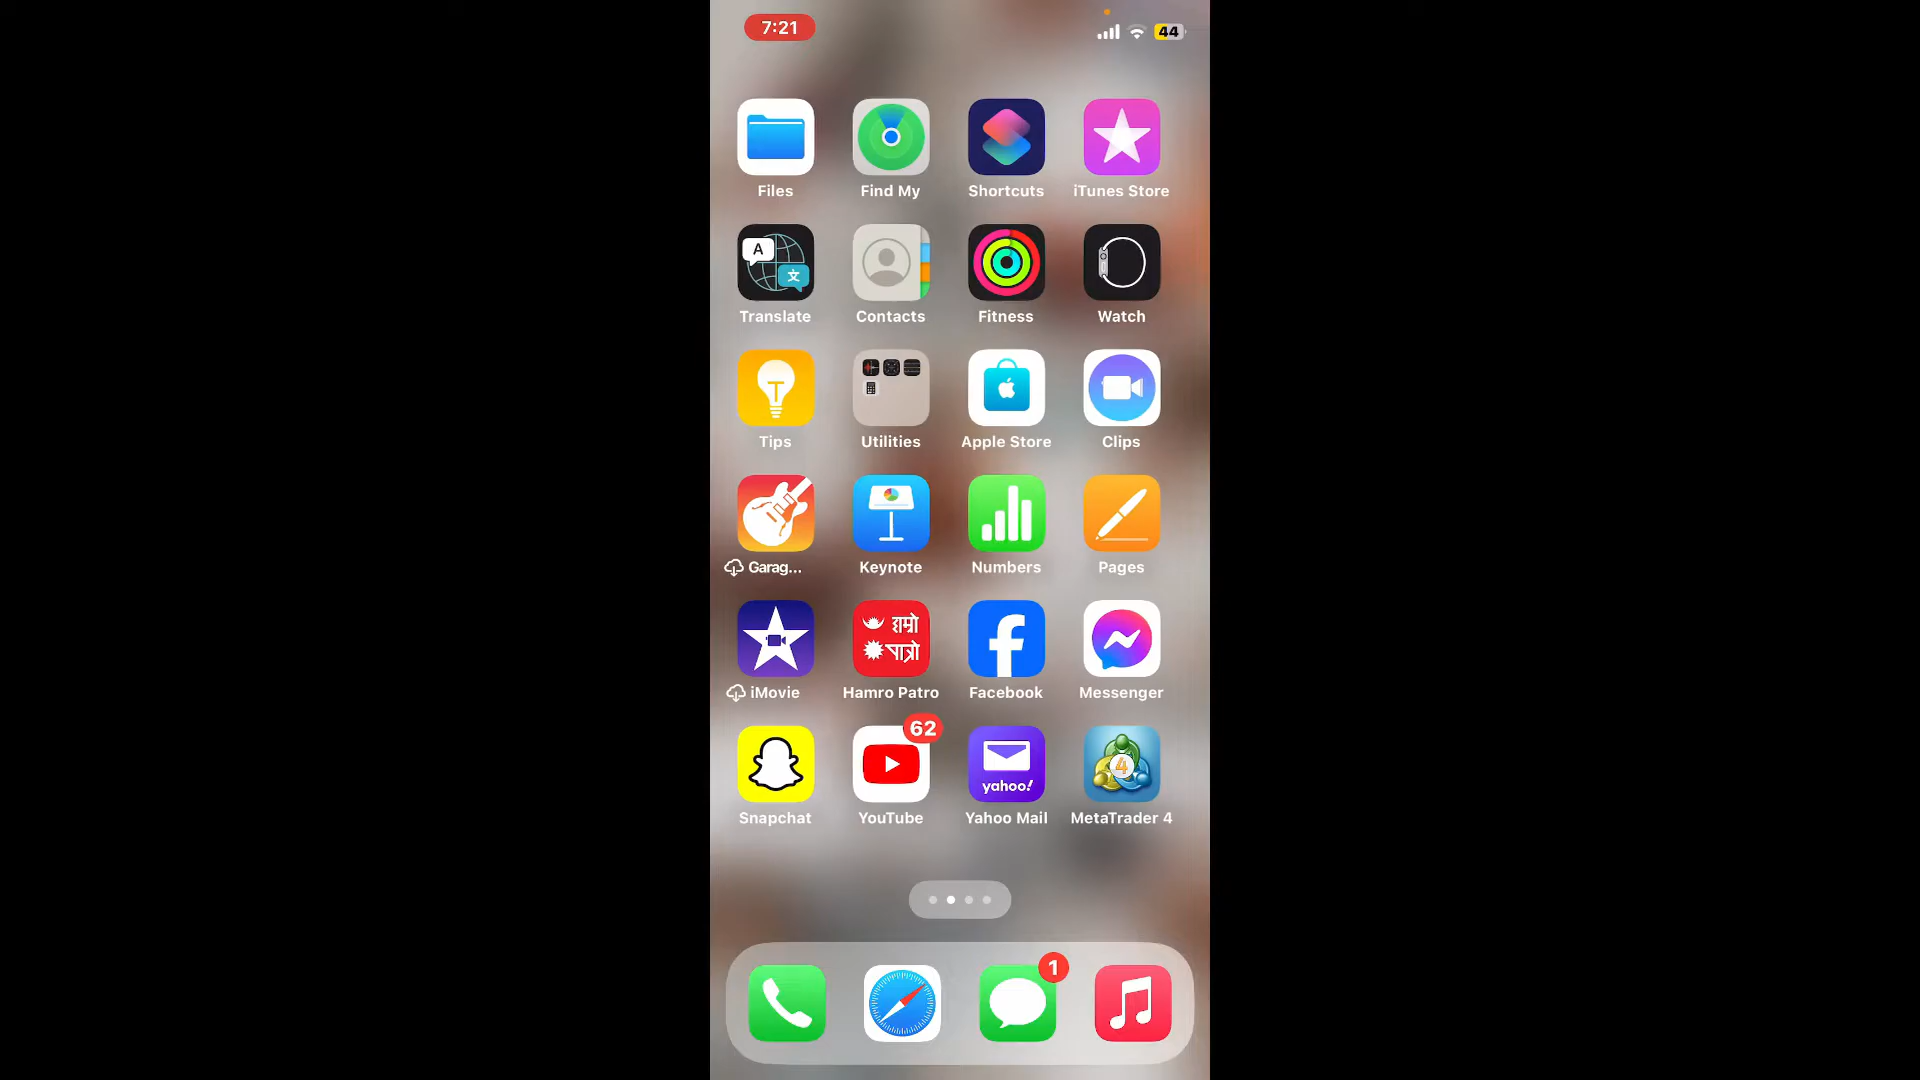 7:21
44
Files
Find My
Shortcuts
iTunes Store
A
文
Translate
Contacts
Fitness
Watch
Tips
Utilities
Apple Store
Clips
Garag...
Keynote
Numbers
Pages
हाम्रो
पात्रो
iMovie
Hamro Patro
Facebook
Messenger
62
yahoo!
4
Snapchat
YouTube
Yahoo Mail
MetaTrader 4
1